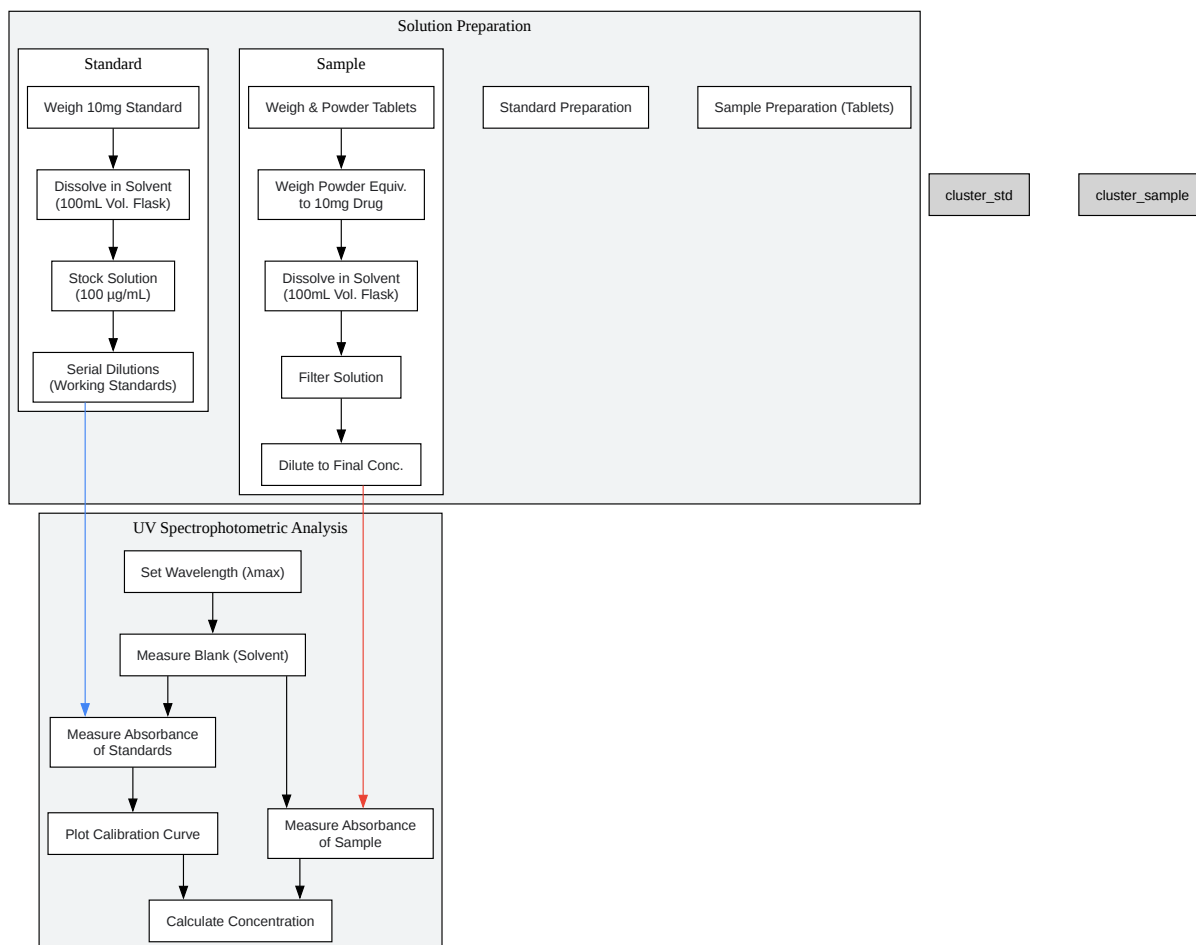 Solution Preparation
Standard
Weigh 10mg Standard
Dissolve in Solvent
(100mL Vol. Flask)
Stock Solution
(100 µg/mL)
Serial Dilutions
(Working Standards)
Sample
Weigh & Powder Tablets
Weigh Powder Equiv.
to 10mg Drug
Dissolve in Solvent
(100mL Vol. Flask)
Filter Solution
Dilute to Final Conc.
Standard Preparation
Sample Preparation (Tablets)
cluster_std
cluster_sample
UV Spectrophotometric Analysis
Set Wavelength (λmax)
Measure Blank (Solvent)
Measure Absorbance
of Standards
Plot Calibration Curve
Measure Absorbance
of Sample
Calculate Concentration